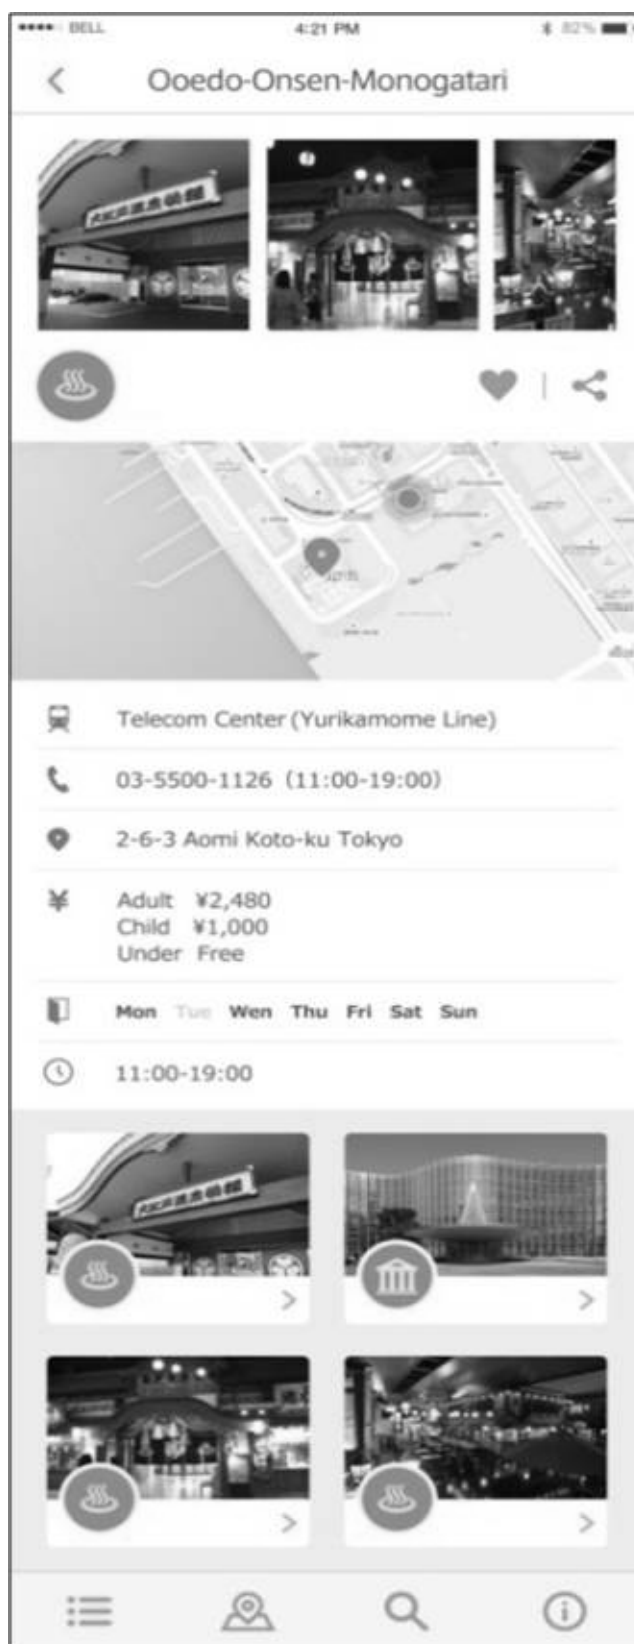 BELL 4:21 PM 82%
Ooedo-Onsen-Monogatari
Telecom Center (Yurikamome Line)
03-5500-1126 (11:00-19:00)
2-6-3 Aomi Koto-ku Tokyo
¥ Adult ¥2,480
Child ¥1,000
Under Free
Mon Tue Wen Thu Fri Sat Sun
11:00-19:00